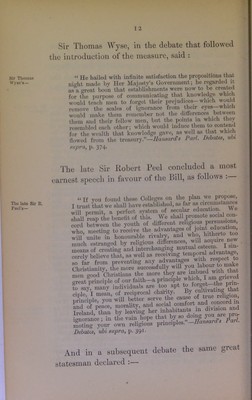 12
Sir Thomas Wyse, in the debate that followed
the introduction of measure, said :
Sir Thomas
Wyse's—
" He hailed with infinite satisfaction the propositions that
night made by Her Majesty's Government; he regarded it
as a great boon that establishments were now to be created
for the purpose of communicating that knowledge which
would teach men to forget their prejudices—which would
remove the scales of ignorance from their eyes—which
would make them remember not the differences between
them and their fellow men, but the points in which they
resembled each other; which would induce them to contend
for the wealth that knowledge gave, as well as that which
flowed from the treasury."—Hansard's Parl. Debates, ubi
supra, p. 374.
The late Sir Robert Peel concluded a most
earnest speech in favour of the Bill, as follows :—
The late Sir R.
Peel's—
" If you found these Colleges on the plan we propose,
I trust that we shall have established, so far as circumstances
will permit, a perfect system of secular education. We
shall reap the benefit of this. We shall promote social con-
cord between the youth of different religious persuasions,
who, meeting to receive the advantages of joint education,
will unite in honourable rivalry, and who, hitherto too
much estranged by religious differences, will acquire new
means of creating and interchanging mutual esteem. I sin-
cerely believe that, as well as receiving temporal advantages,
so far from preventing any advantages with respect to
Christianity, the more successfully will you labour to make
men good Christians the more they are imbued with that
great principle of our faith—a principle which, I am grieved
to say, many individuals are too apt to forget—the prin-
ciple, I mean, of reciprocal charity. By cultivating that
principle, you will better serve the cause of true religion,
and of peace, morality, and social comfort and concord in
Ireland, than by leaving her inhabitants in division and
ignorance; in the vain hope that by so doing you are pro-
moting your own religious principles."—Hansard's Parl.
Debates, ubi supra, p. 391.
And in a subsequent debate the same great
statesman declared :—